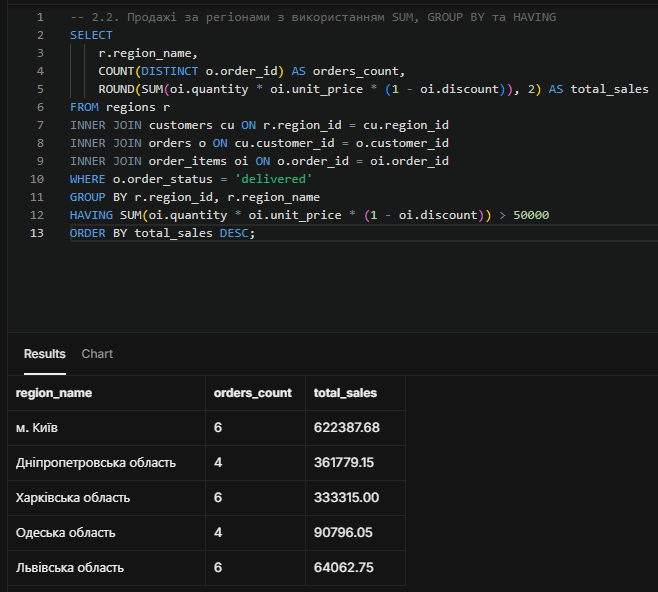 1 -- 2.2. Продажі за регіонами з використанням SUM, GROUP BY та HAVING
2 SELECT
3 r.region_name,
4 COUNT(DISTINCT o.order_id) AS orders_count,
5 ROUND(SUM(oi.quantity * oi.unit_price * (1 - oi.discount)), 2) AS total_sales
6 FROM regions r
7 INNER JOIN customers cu ON r.region_id = cu.region_id
8 INNER JOIN orders o ON cu.customer_id = o.customer_id
9 INNER JOIN order_items oi ON o.order_id = oi.order_id
10 WHERE o.order_status = 'delivered'
11 GROUP BY r.region_id, r.region_name
12 HAVING SUM(oi.quantity * oi.unit_price * (1 - oi.discount)) > 50000
13 ORDER BY total_sales DESC;
Results Chart
region_name orders_count total_sales
м. Київ 6 622387.68
Дніпропетровська область 4 361779.15
Харківська область 6 333315.00
Одеська область 4 90796.05
Львівська область 6 64062.75